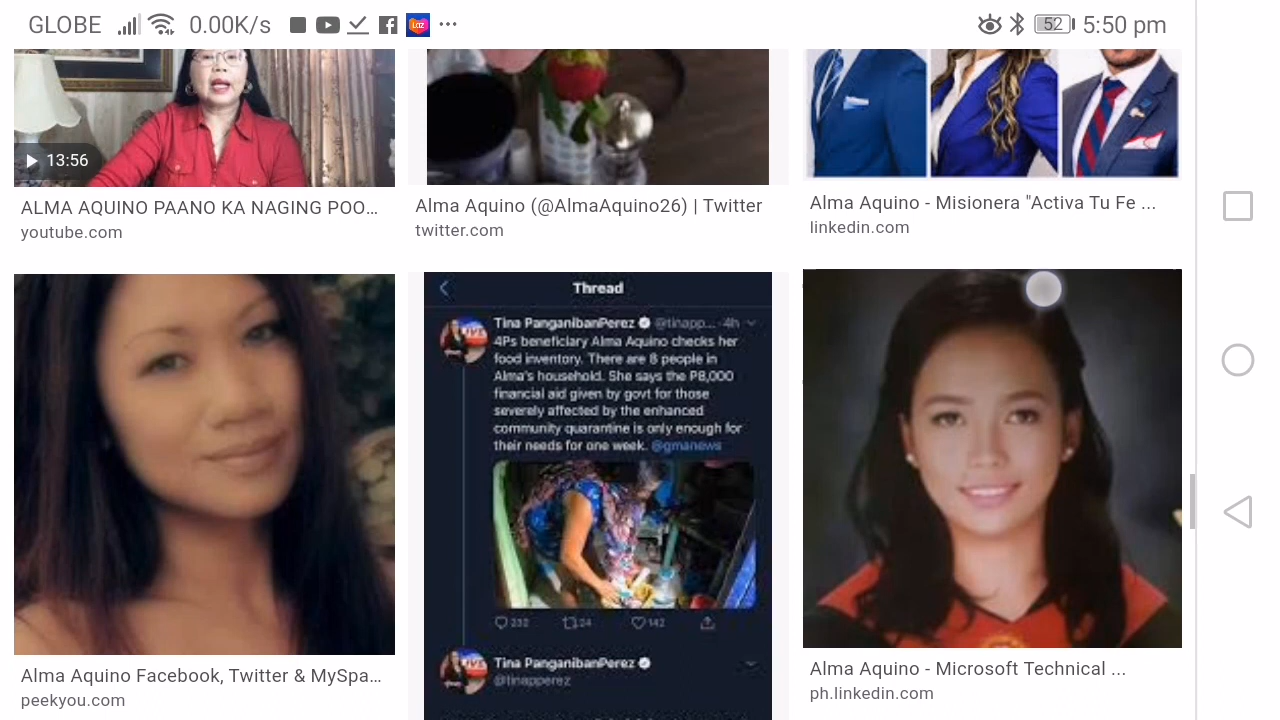 GLOBE 0.00K/s 52 5:50 pm
13:56
ALMA AQUINO PAANO KA NAGING POO...
youtube.com
Alma Aquino (@AlmaAquino26) | Twitter
twitter.com
Alma Aquino - Misionera "Activa Tu Fe ...
linkedin.com
Thread
Tina PanganibanPerez @tinapp... · 4h
4Ps beneficiary Alma Aquino checks her
food inventory. There are 8 people in
Alma's household. She says the P8,000
financial aid given by govt for those
severely affected by the enhanced
community quarantine is only enough for
their needs for one week. @gmanews
232 124 142
Tina PanganibanPerez
@tinapperez
Alma Aquino Facebook, Twitter & MySpa...
peekyou.com
Alma Aquino - Microsoft Technical ...
ph.linkedin.com